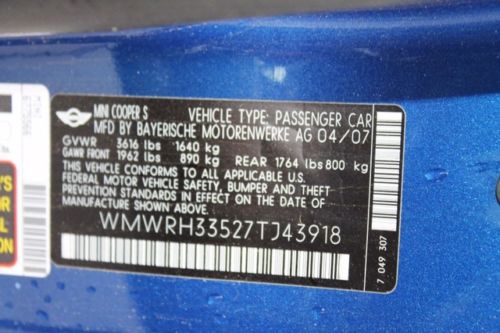 MINI COOPER S VEHICLE TYPE: PASSENGER CAR
MFD BY BAYERISCHE MOTORENWERKE AG 04/07
GVWR 3616 lbs 1640 kg
GAWR FRONT 1962 lbs 890 kg REAR 1764 lbs 800 kg
THIS VEHICLE CONFORMS TO ALL APPLICABLE U.S.
FEDERAL MOTOR VEHICLE SAFETY, BUMPER AND THEFT
PREVENTION STANDARDS IN EFFECT ON THE DATE OF
MANUFACTURE SHOWN ABOVE.
WMWRH33527TJ43918
7 049 307